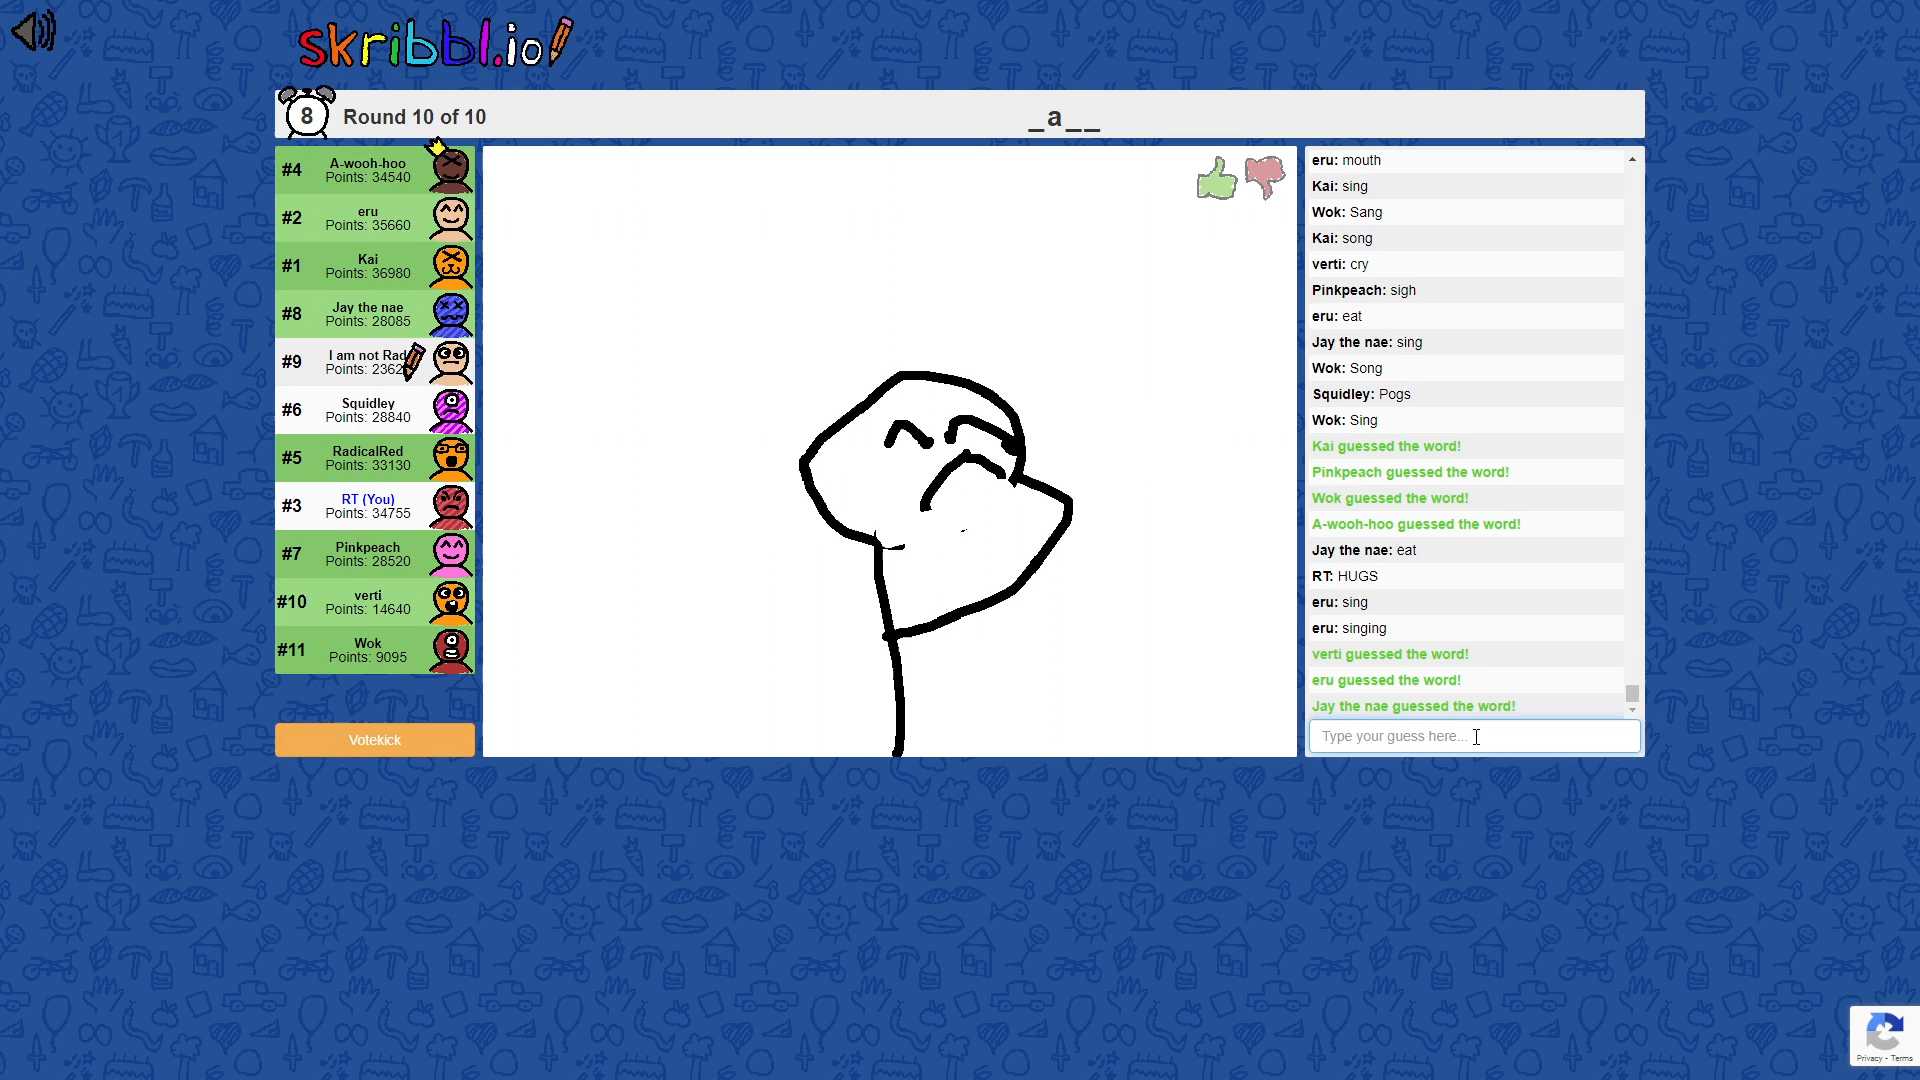 skribbl.io
8
Round 10 of 10
_a__
#4
A-wooh-hoo
Points: 34540
#2
eru
Points: 35660
#1
Kai
Points: 36980
#8
Jay the nae
Points: 28085
#9
I am not Rad
Points: 2362
#6
Squidley
Points: 28840
#5
RadicalRed
Points: 33130
#3
RT (You)
Points: 34755
#7
Pinkpeach
Points: 28520
#10
verti
Points: 14640
#11
Wok
Points: 9095
Votekick
eru: mouth
Kai: sing
Wok: Sang
Kai: song
verti: cry
Pinkpeach: sigh
eru: eat
Jay the nae: sing
Wok: Song
Squidley: Pogs
Wok: Sing
Kai guessed the word!
Pinkpeach guessed the word!
Wok guessed the word!
A-wooh-hoo guessed the word!
Jay the nae: eat
RT: HUGS
eru: sing
eru: singing
verti guessed the word!
eru guessed the word!
Jay the nae guessed the word!
Type your guess here...
Privacy - Terms